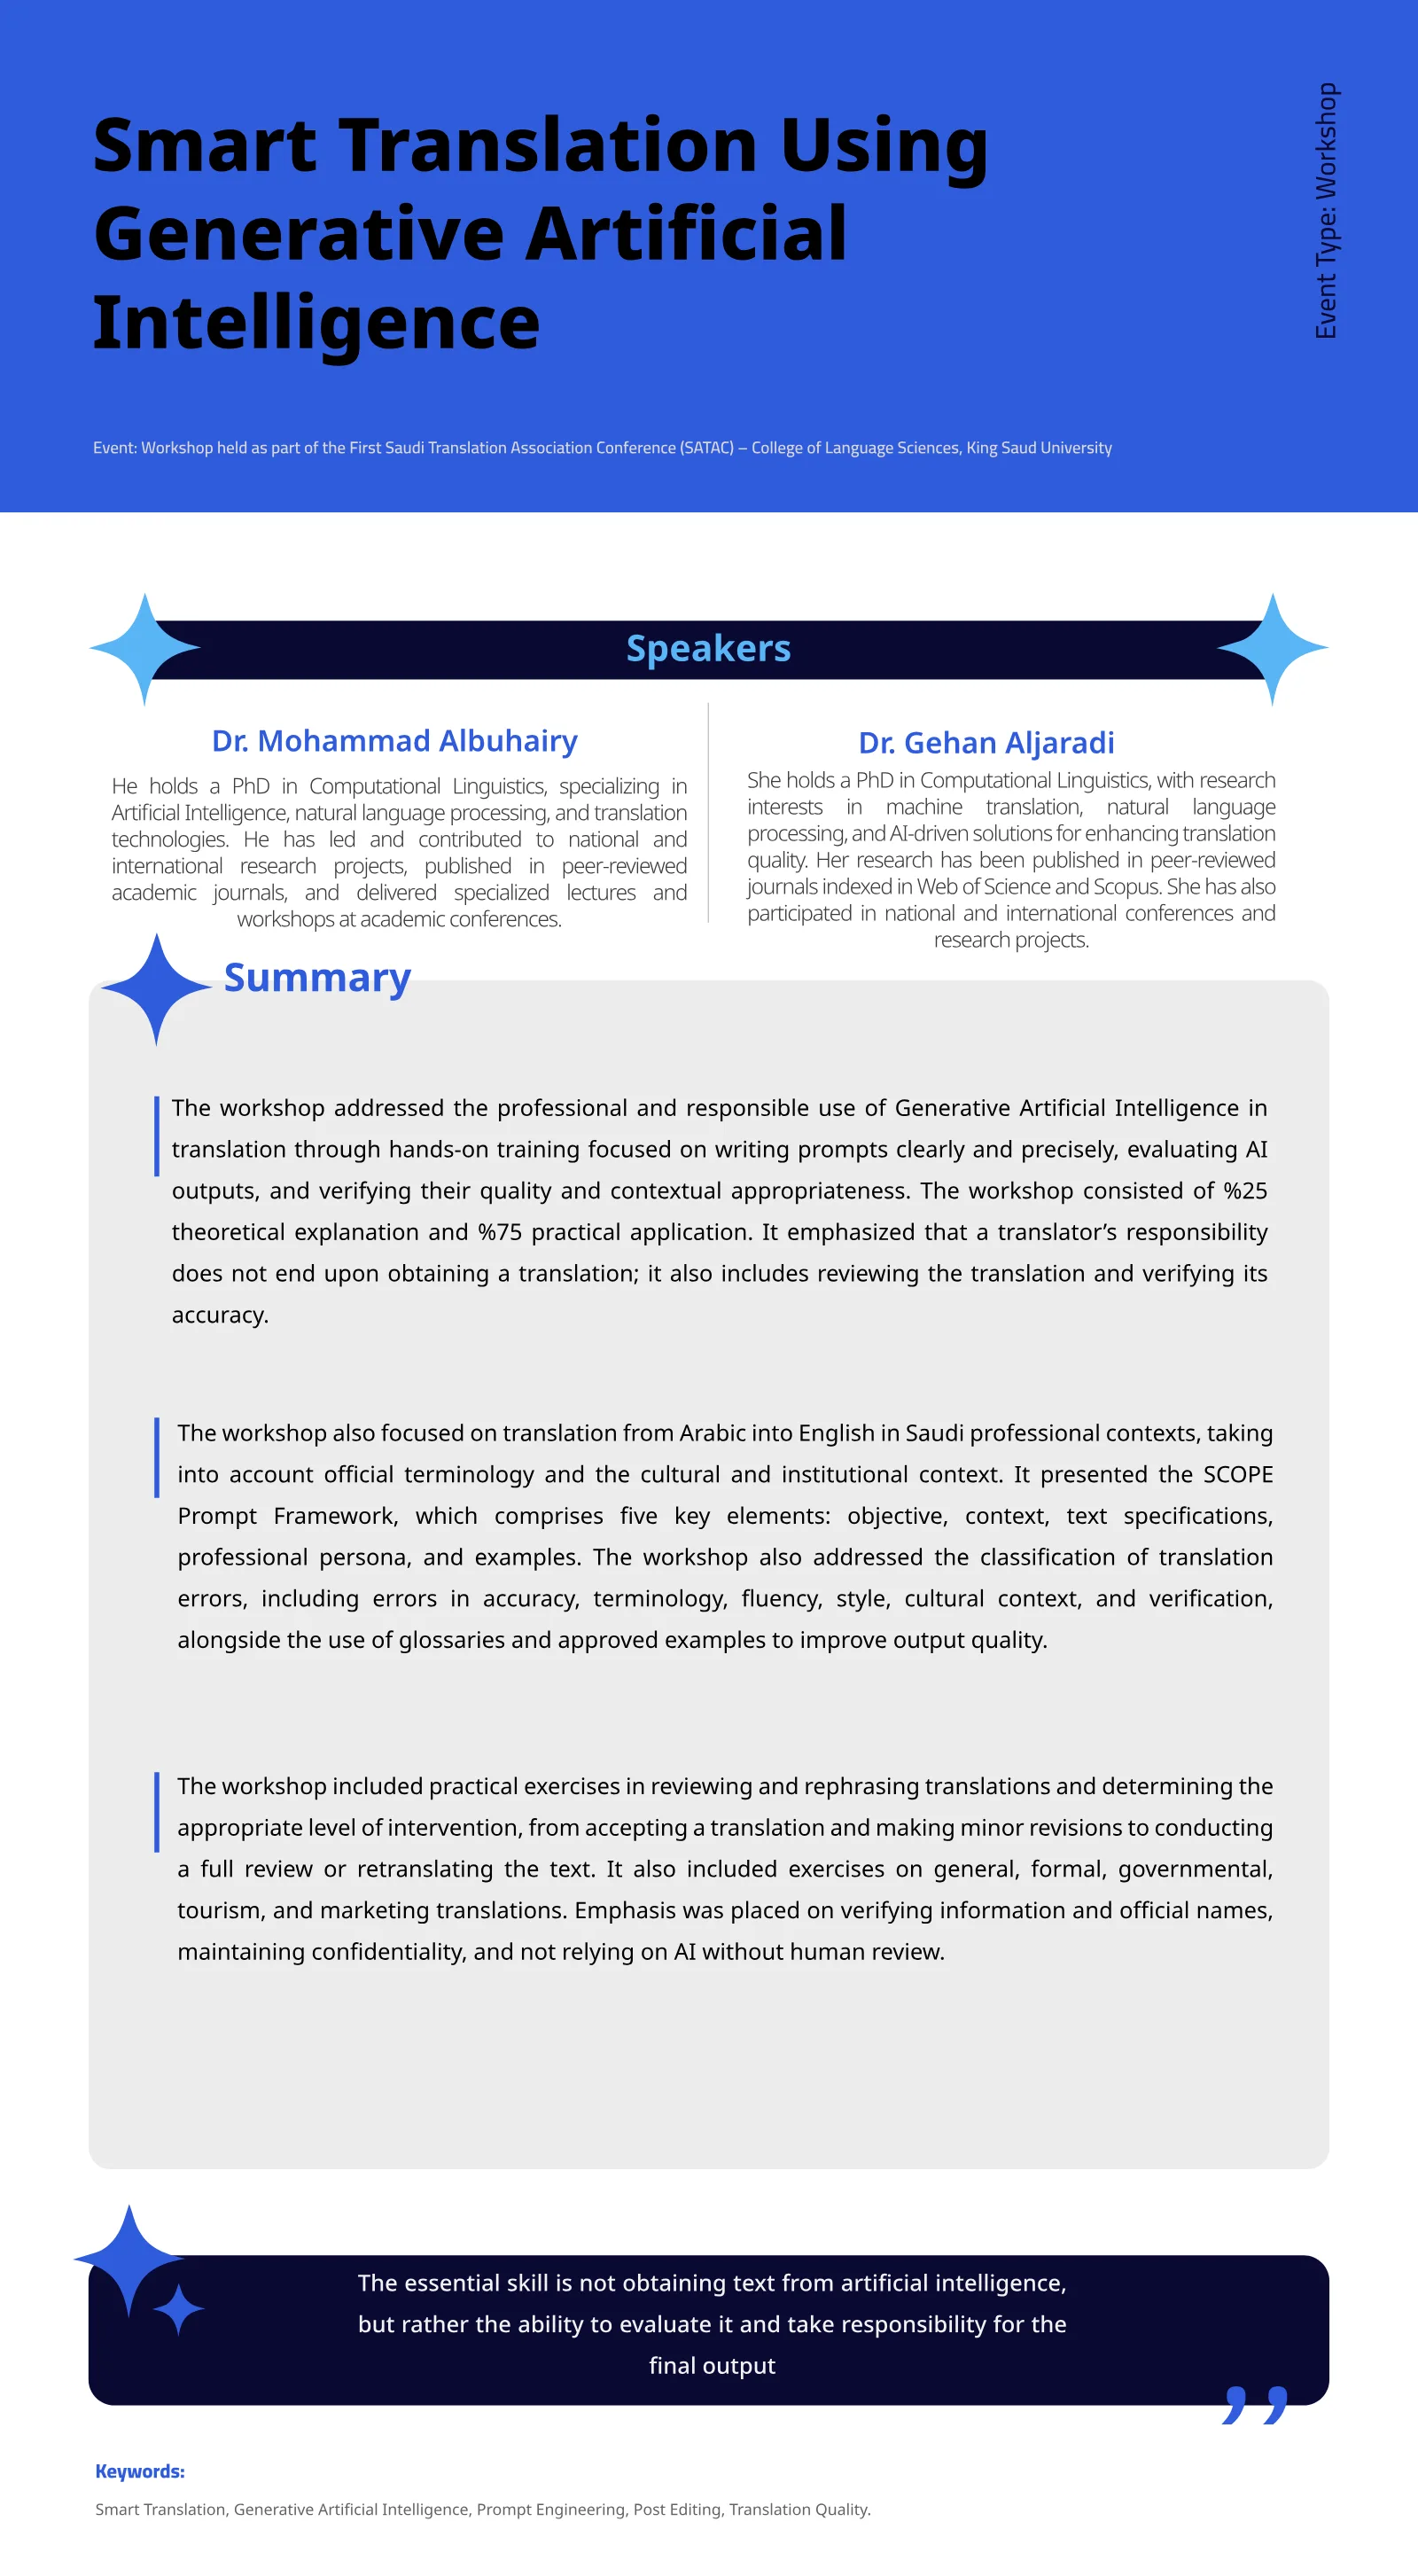 Smart Translation Using
Generative Artificial
Intelligence
Event Type: Workshop
Event: Workshop held as part of the First Saudi Translation Association Conference (SATAC) – College of Language Sciences, King Saud University
Speakers
Dr. Mohammad Albuhairy
He holds a PhD in Computational Linguistics, specializing in
Artificial Intelligence, natural language processing, and translation
technologies. He has led and contributed to national and
international research projects, published in peer-reviewed
academic journals, and delivered specialized lectures and
workshops at academic conferences.
Dr. Gehan Aljaradi
She holds a PhD in Computational Linguistics, with research
interests in machine translation, natural language
processing, and AI-driven solutions for enhancing translation
quality. Her research has been published in peer-reviewed
journals indexed in Web of Science and Scopus. She has also
participated in national and international conferences and
research projects.
Summary
The workshop addressed the professional and responsible use of Generative Artificial Intelligence in
translation through hands-on training focused on writing prompts clearly and precisely, evaluating AI
outputs, and verifying their quality and contextual appropriateness. The workshop consisted of %25
theoretical explanation and %75 practical application. It emphasized that a translator’s responsibility
does not end upon obtaining a translation; it also includes reviewing the translation and verifying its
accuracy.
The workshop also focused on translation from Arabic into English in Saudi professional contexts, taking
into account official terminology and the cultural and institutional context. It presented the SCOPE
Prompt Framework, which comprises five key elements: objective, context, text specifications,
professional persona, and examples. The workshop also addressed the classification of translation
errors, including errors in accuracy, terminology, fluency, style, cultural context, and verification,
alongside the use of glossaries and approved examples to improve output quality.
The workshop included practical exercises in reviewing and rephrasing translations and determining the
appropriate level of intervention, from accepting a translation and making minor revisions to conducting
a full review or retranslating the text. It also included exercises on general, formal, governmental,
tourism, and marketing translations. Emphasis was placed on verifying information and official names,
maintaining confidentiality, and not relying on AI without human review.
The essential skill is not obtaining text from artificial intelligence,
but rather the ability to evaluate it and take responsibility for the
final output
”
Keywords:
Smart Translation, Generative Artificial Intelligence, Prompt Engineering, Post Editing, Translation Quality.